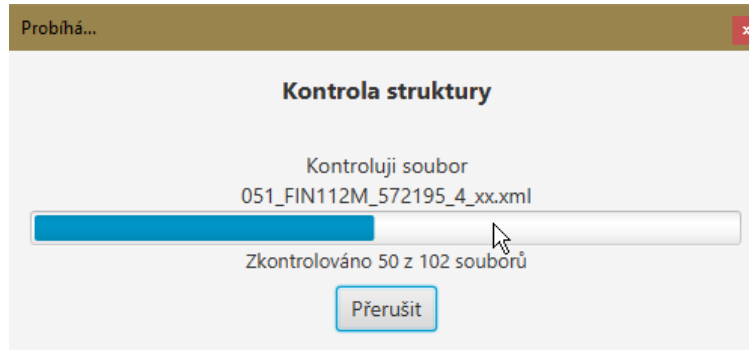 Probíhá...
x
Kontrola struktury
Kontroluji soubor
051_FIN112M_572195_4_xx.xml
Zkontrolováno 50 z 102 souborů
Přerušit